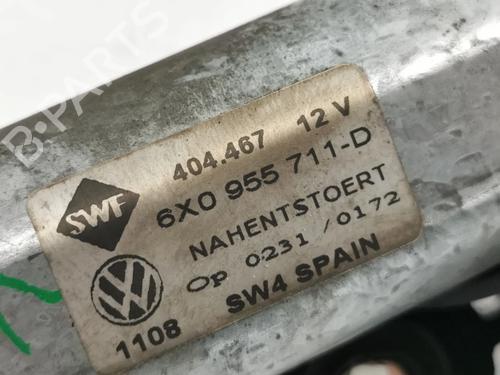 B-PARTS
SWF
404.467 12 V
6X0 955 711-D
NAHENTSTOERT
Op 0231 /0172
SW4 SPAIN
1108